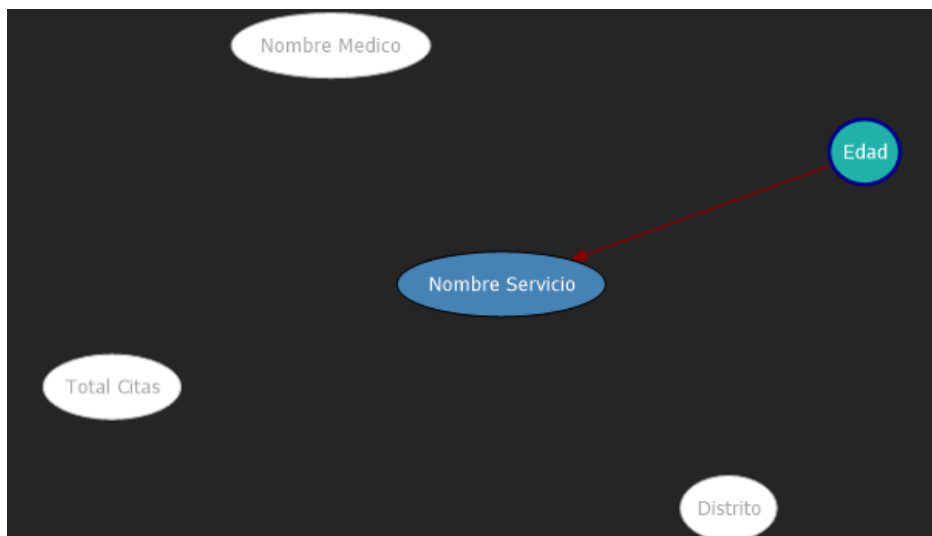 Nombre Medico
Edad
Nombre Servicio
Total Citas
Distrito